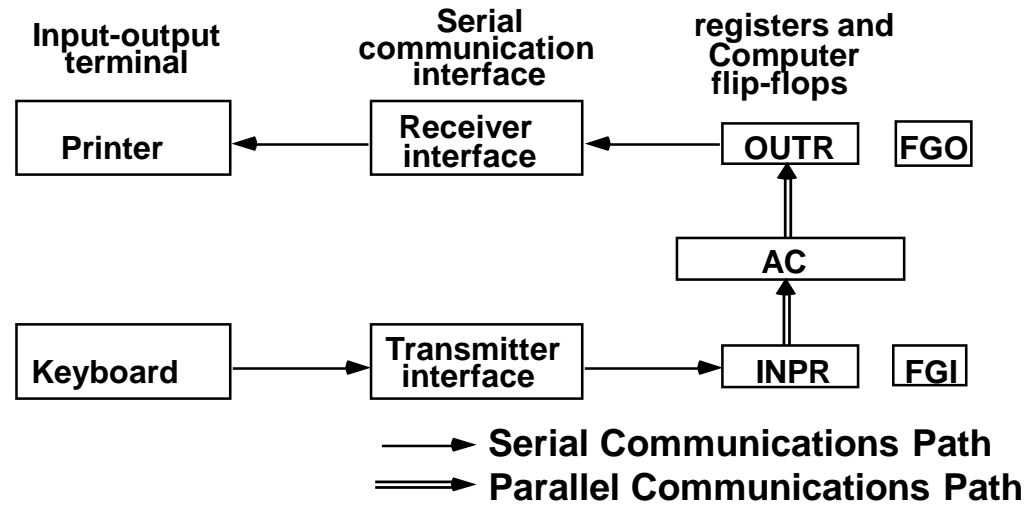 Input-output
terminal
Serial
communication
interface
registers and
Computer
flip-flops
Printer
Receiver
interface
OUTR
FGO
AC
Keyboard
Transmitter
interface
INPR
FGI
Serial Communications Path
Parallel Communications Path